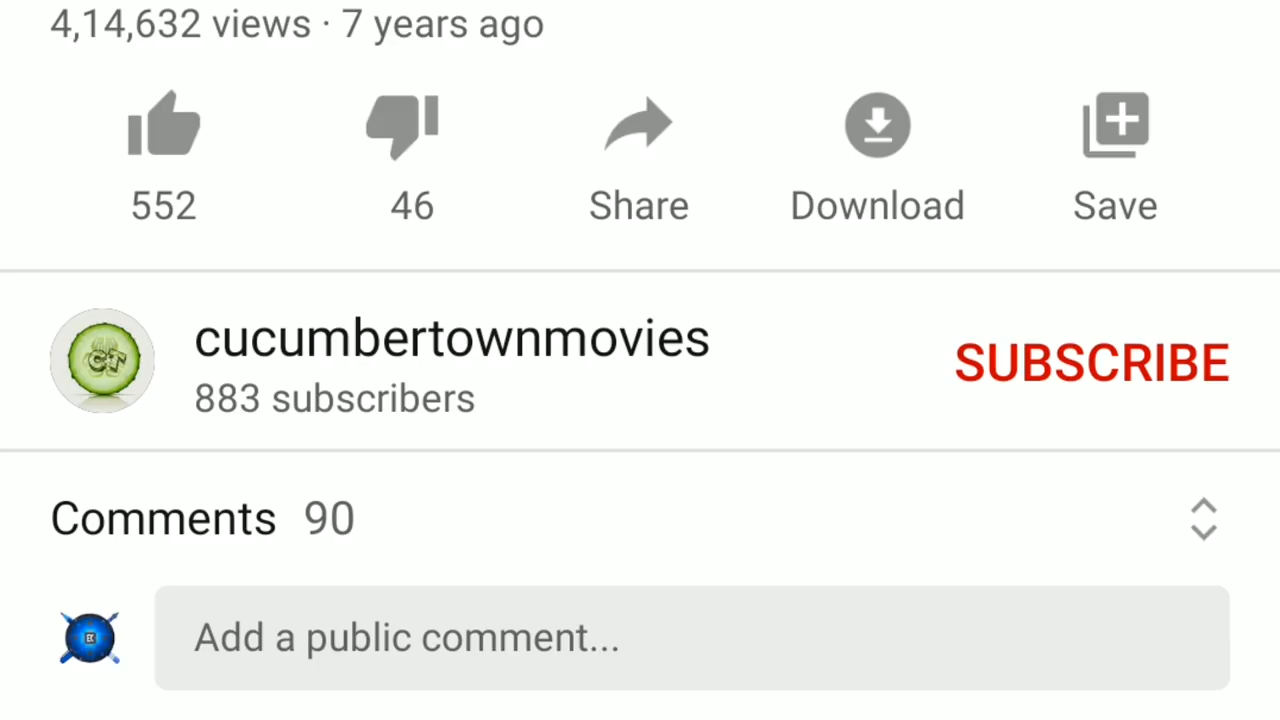 4,14,632 views · 7 years ago
552 46 Share Download Save
CT
cucumbertownmovies
SUBSCRIBE
883 subscribers
Comments 90
Add a public comment...